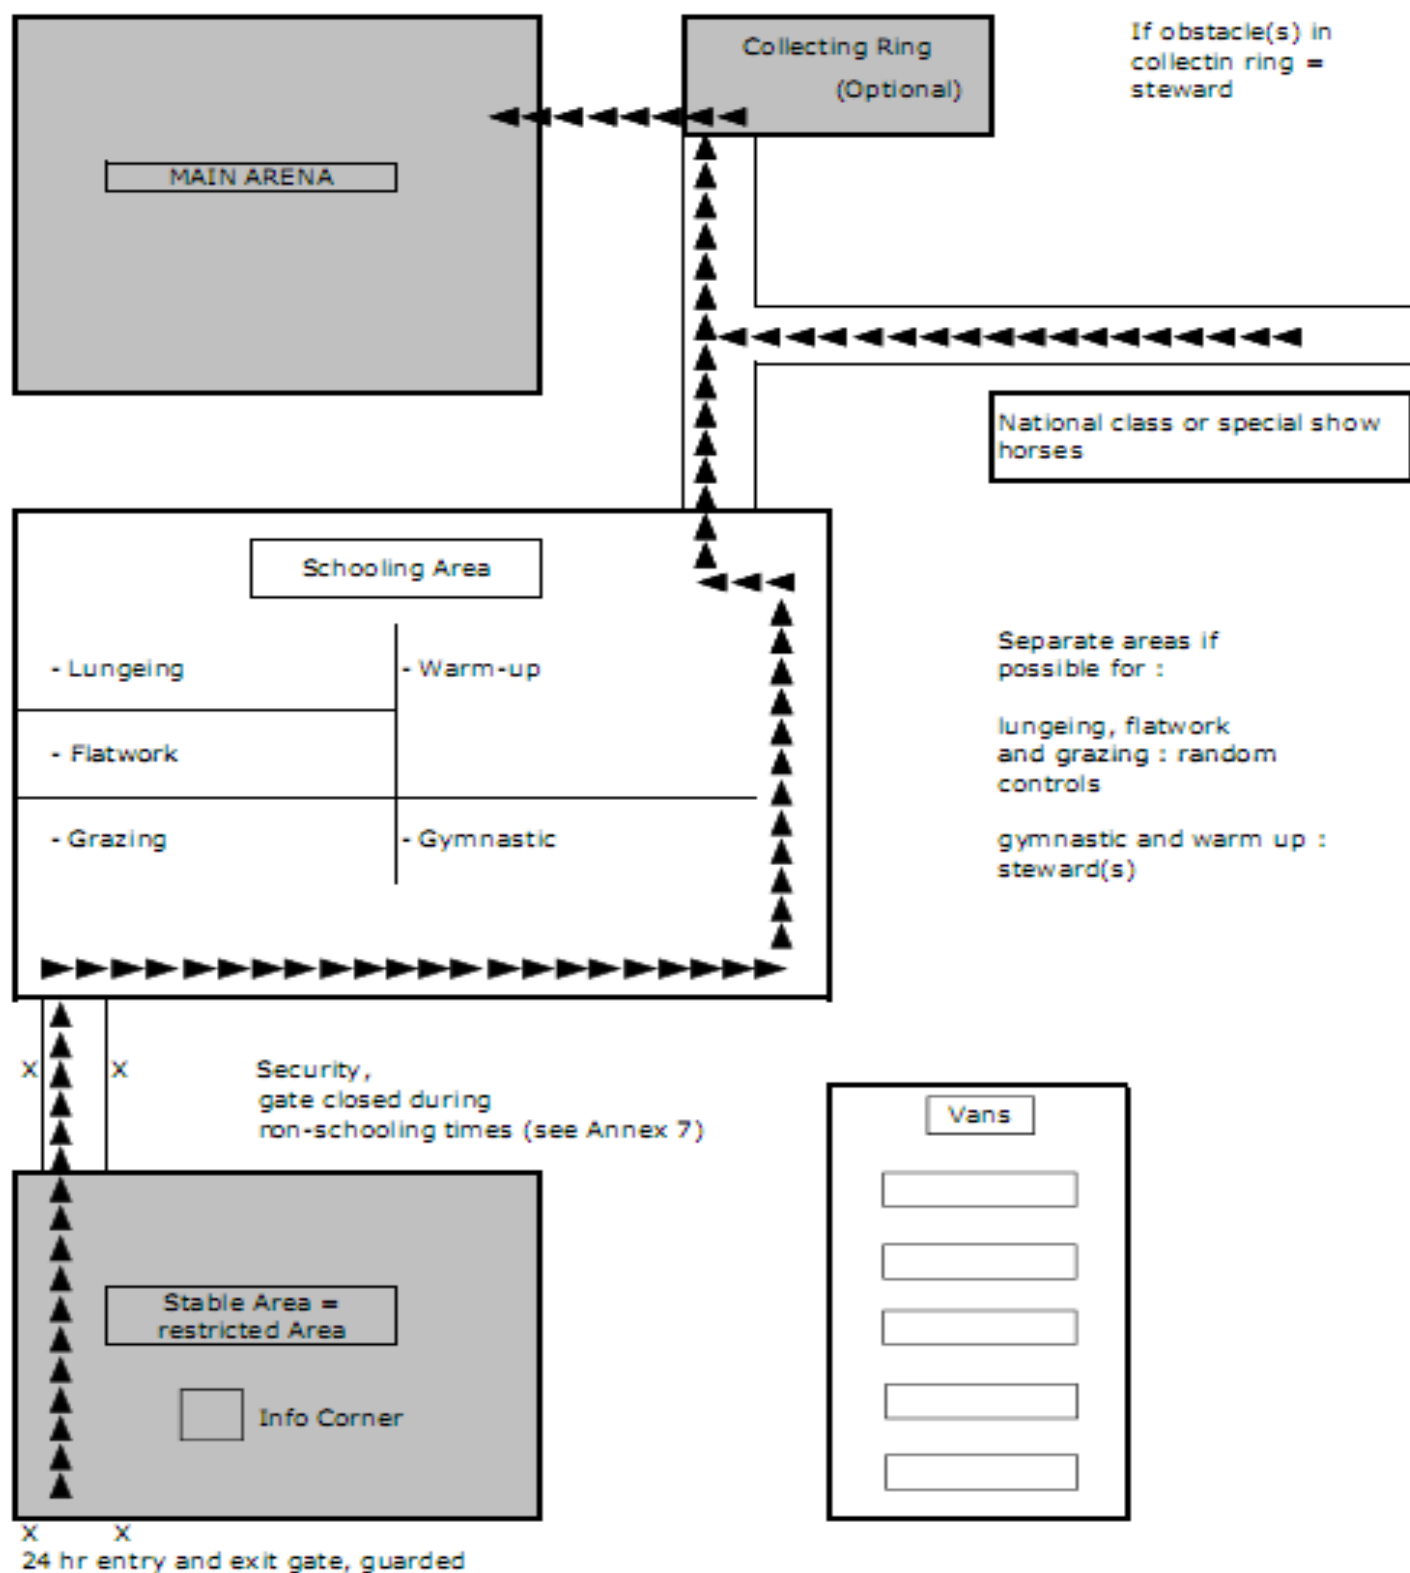 Collecting Ring
(Optional)
If obstacle(s) in
collectin ring =
steward
MAIN ARENA
National class or special show
horses
Schooling Area
- Lungeing
- Warm-up
- Flatwork
- Grazing
- Gymnastic
Separate areas if
possible for :
lungeing, flatwork
and grazing : random
controls
gymnastic and warm up :
steward(s)
X X
Security,
gate closed during
non-schooling times (see Annex 7)
Vans
Stable Area =
restricted Area
Info Corner
X X
24 hr entry and exit gate, guarded